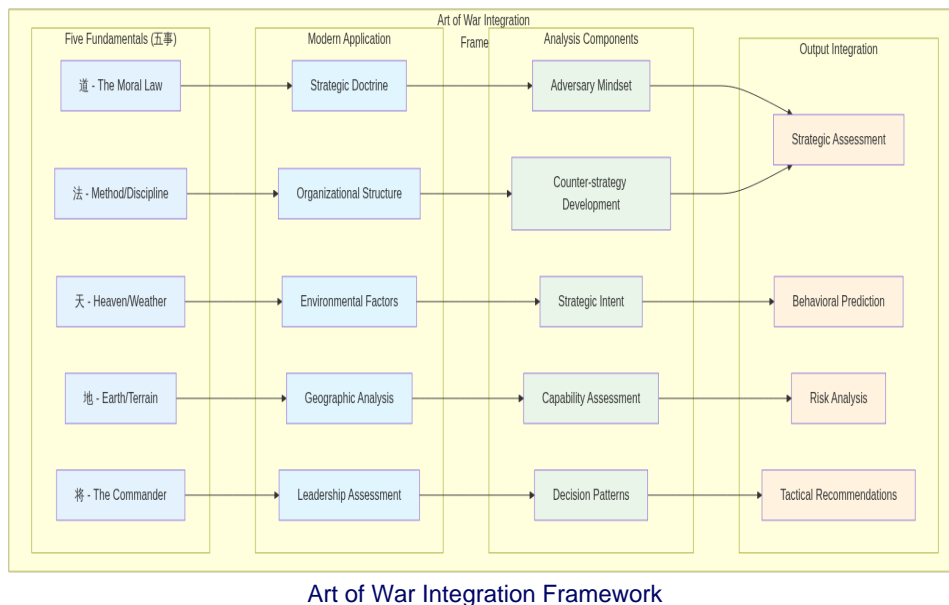 Art of War Integration
Frame
Five Fundamentals (五事)
Modern Application
Analysis Components
Output Integration
道 - The Moral Law
Strategic Doctrine
Adversary Mindset
Strategic Assessment
法 - Method/Discipline
Organizational Structure
Counter-strategy
Development
天 - Heaven/Weather
Environmental Factors
Strategic Intent
Behavioral Prediction
地 - Earth/Terrain
Geographic Analysis
Capability Assessment
Risk Analysis
将 - The Commander
Leadership Assessment
Decision Patterns
Tactical Recommendations
Art of War Integration Framework